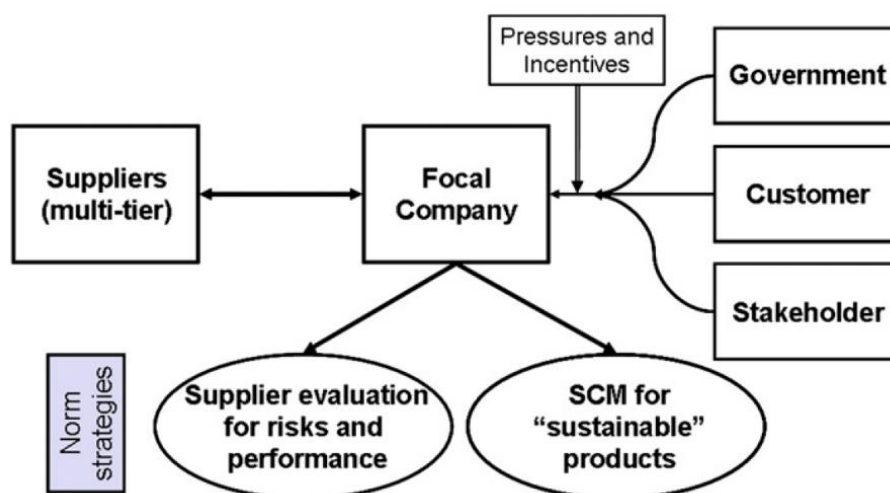 Pressures and
Incentives
Government
Suppliers
(multi-tier)
Focal
Company
Customer
Stakeholder
Norm
strategies
Supplier evaluation
for risks and
performance
SCM for
“sustainable”
products